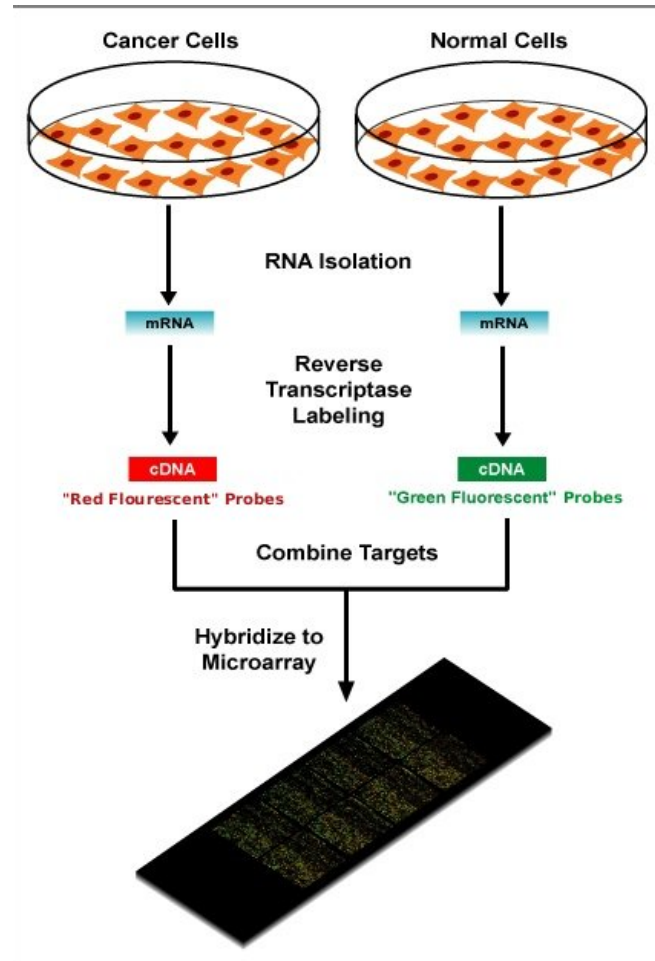 Cancer Cells
Normal Cells
RNA Isolation
mRNA
mRNA
Reverse
Transcriptase
Labeling
cDNA
cDNA
"Red Flourescent" Probes
"Green Fluorescent" Probes
Combine Targets
Hybridize to
Microarray